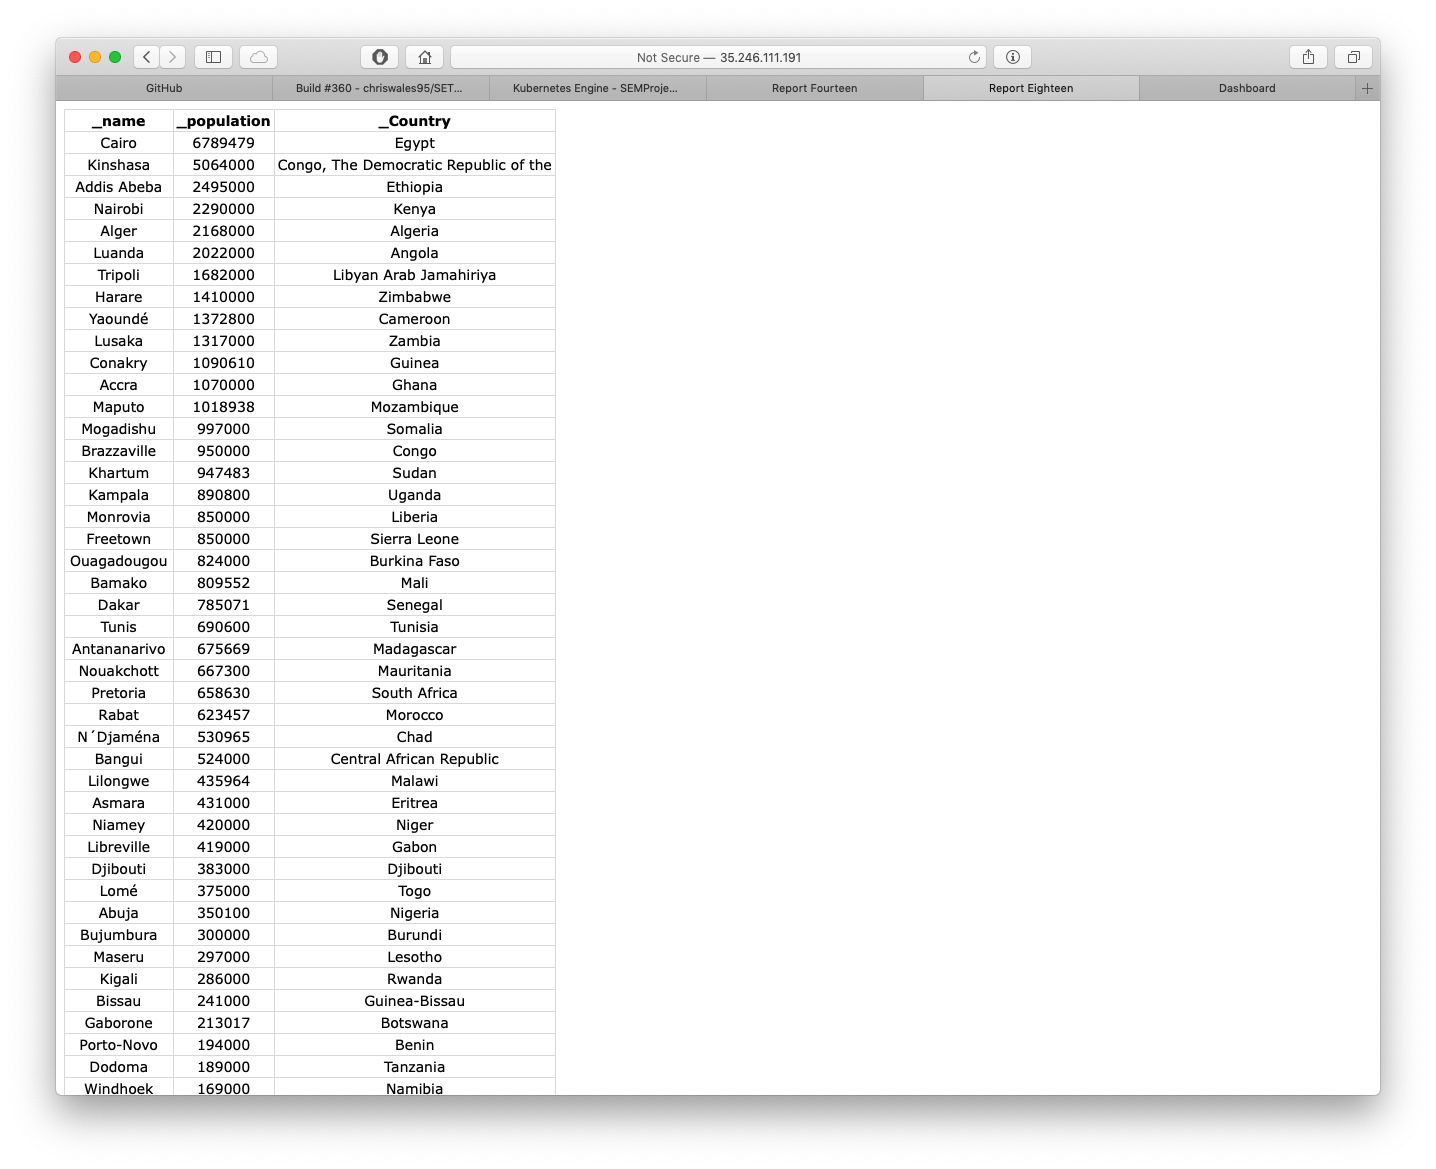 Not Secure — 35.246.111.191
GitHub Build #360 - chriswales95/SET... Kubernetes Engine - SEMProje... Report Fourteen Report Eighteen Dashboard
_name _population _Country
Cairo 6789479 Egypt
Kinshasa 5064000 Congo, The Democratic Republic of the
Addis Abeba 2495000 Ethiopia
Nairobi 2290000 Kenya
Alger 2168000 Algeria
Luanda 2022000 Angola
Tripoli 1682000 Libyan Arab Jamahiriya
Harare 1410000 Zimbabwe
Yaoundé 1372800 Cameroon
Lusaka 1317000 Zambia
Conakry 1090610 Guinea
Accra 1070000 Ghana
Maputo 1018938 Mozambique
Mogadishu 997000 Somalia
Brazzaville 950000 Congo
Khartum 947483 Sudan
Kampala 890800 Uganda
Monrovia 850000 Liberia
Freetown 850000 Sierra Leone
Ouagadougou 824000 Burkina Faso
Bamako 809552 Mali
Dakar 785071 Senegal
Tunis 690600 Tunisia
Antananarivo 675669 Madagascar
Nouakchott 667300 Mauritania
Pretoria 658630 South Africa
Rabat 623457 Morocco
N´Djaména 530965 Chad
Bangui 524000 Central African Republic
Lilongwe 435964 Malawi
Asmara 431000 Eritrea
Niamey 420000 Niger
Libreville 419000 Gabon
Djibouti 383000 Djibouti
Lomé 375000 Togo
Abuja 350100 Nigeria
Bujumbura 300000 Burundi
Maseru 297000 Lesotho
Kigali 286000 Rwanda
Bissau 241000 Guinea-Bissau
Gaborone 213017 Botswana
Porto-Novo 194000 Benin
Dodoma 189000 Tanzania
Windhoek 169000 Namibia